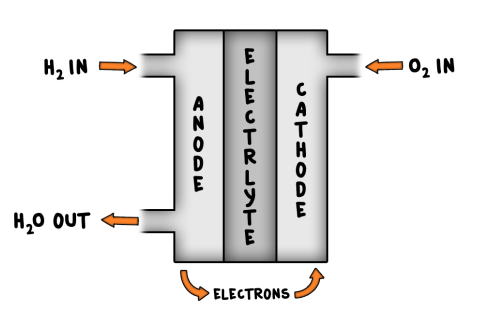 H₂ IN
O₂ IN
ANODE
ELECTRLYTE
CATHODE
H₂O OUT
ELECTRONS